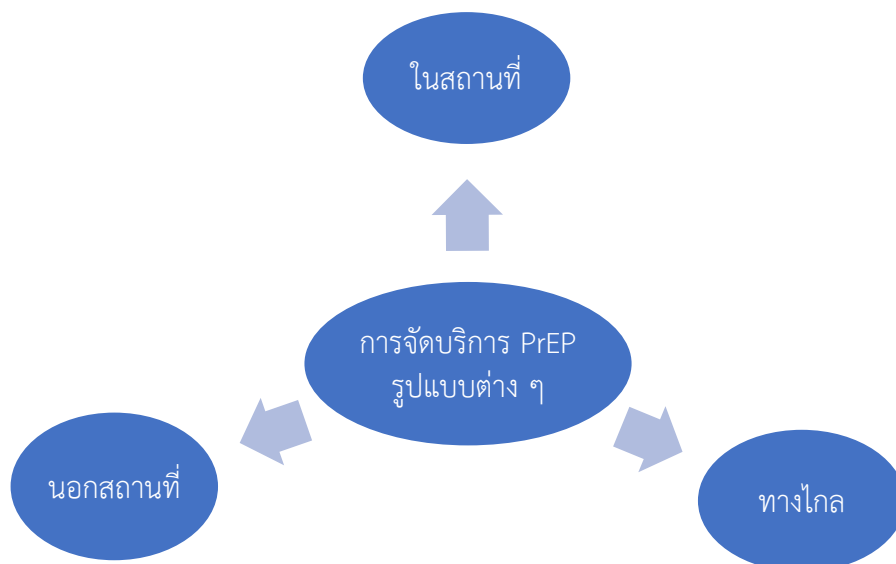 ในสถานที่
การจัดบริการ PrEP
รูปแบบต่าง ๆ
นอกสถานที่
ทางไกล